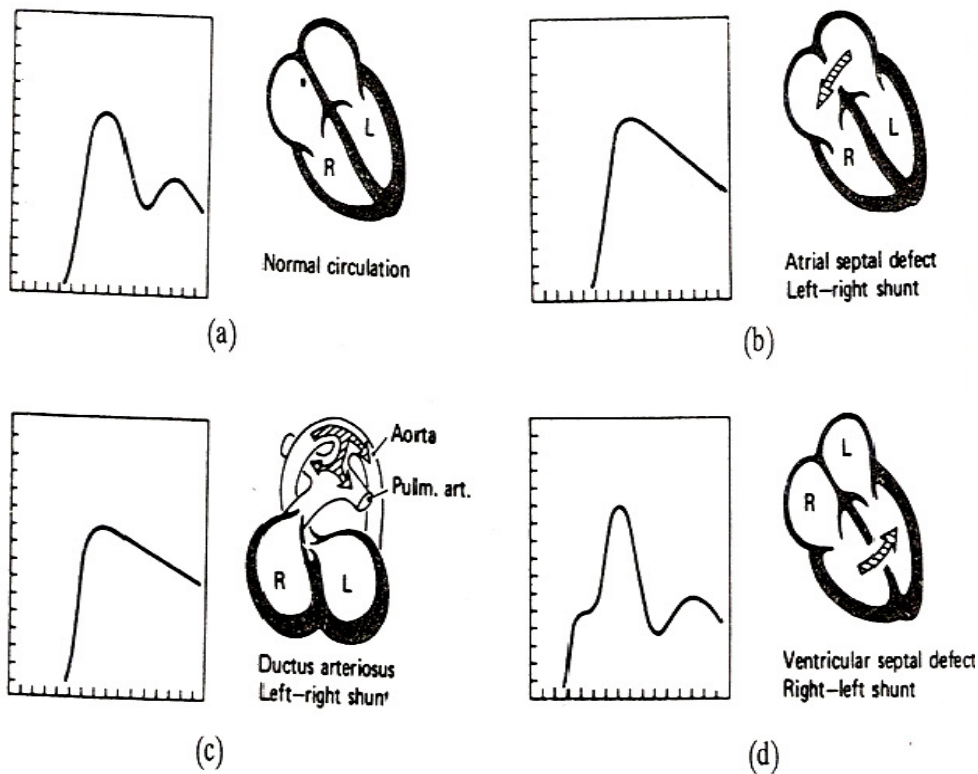 R
L
Normal circulation
(a)
R
L
Atrial septal defect
Left–right shunt
(b)
Aorta
Pulm. art.
R
L
Ductus arteriosus
Left–right shun'
(c)
L
R
Ventricular septal defect
Right–left shunt
(d)